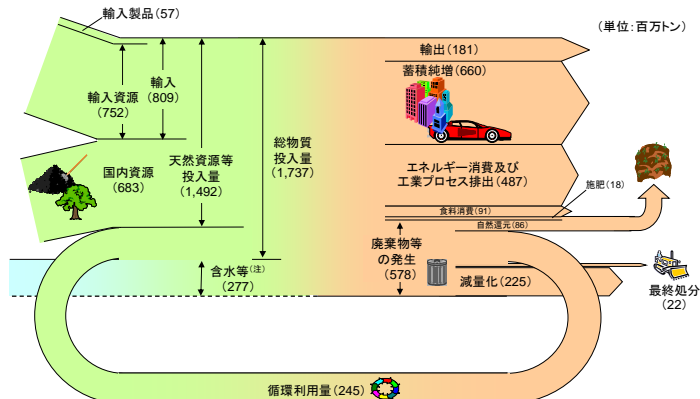 輸入製品(57)
(単位:百万トン)
輸出(181)
蓄積純増(660)
輸入
(809)
輸入資源
(752)
総物質
投入量
(1,737)
国内資源
(683)
天然資源等
投入量
(1,492)
エネルギー消費及び
工業プロセス排出(487)
施肥(18)
食料消費(91)
自然還元(86)
廃棄物等
の発生
(578)
含水等(注)
(277)
減量化(225)
最終処分
(22)
循環利用量(245)